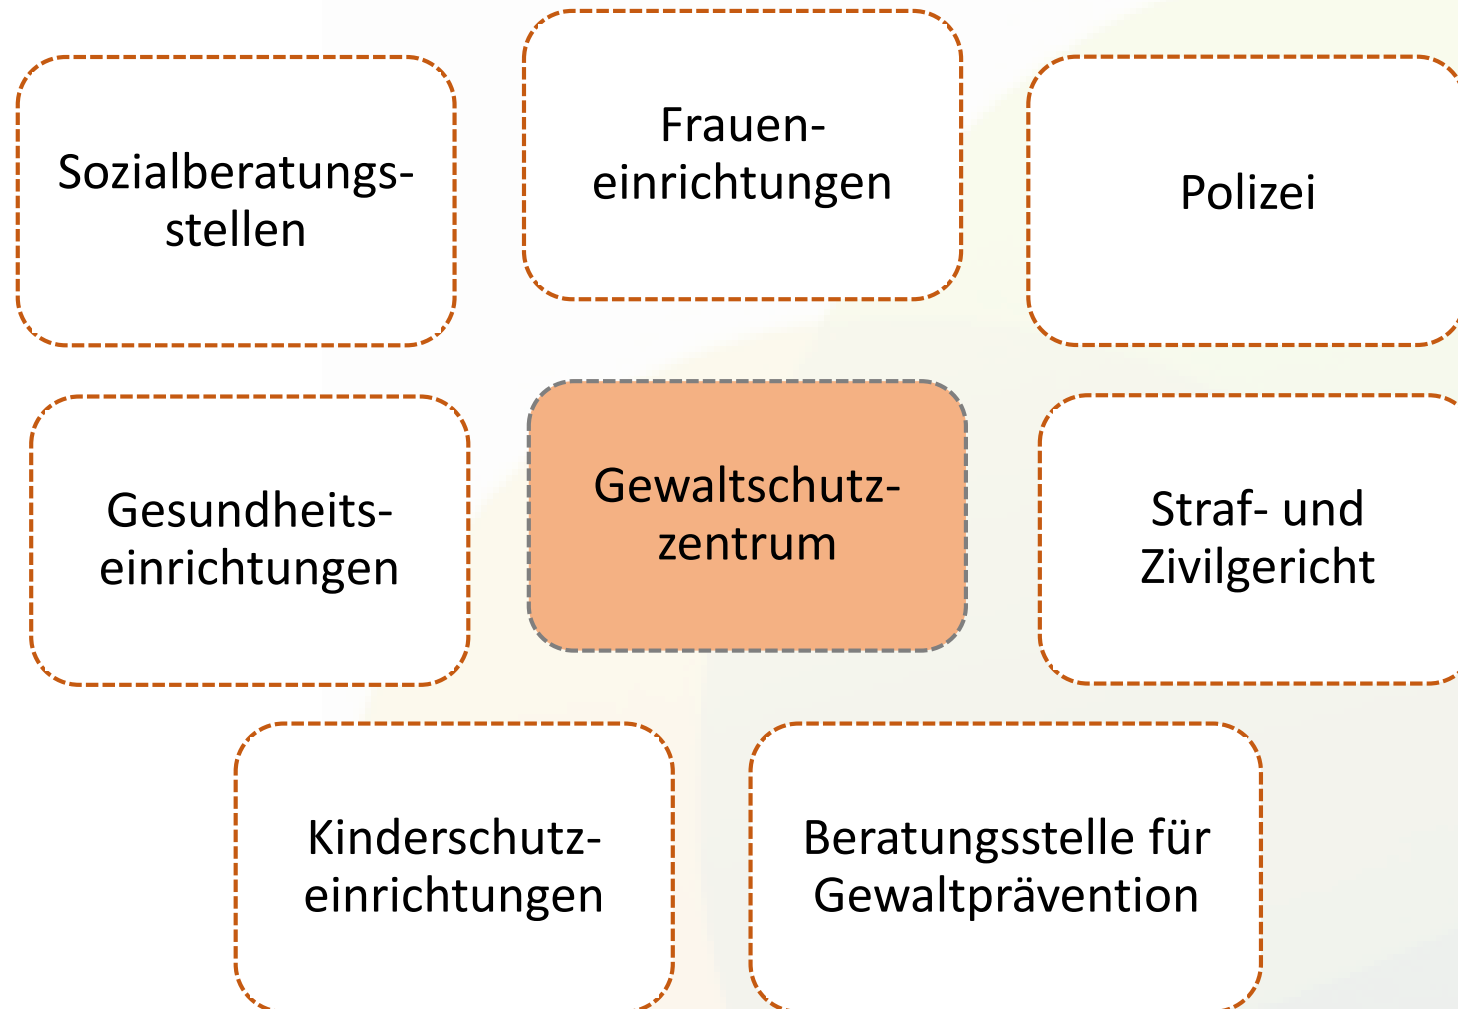 Sozialberatungs-
stellen
Frauen-
einrichtungen
Polizei
Gesundheits-
einrichtungen
Gewaltschutz-
zentrum
Straf- und
Zivilgericht
Kinderschutz-
einrichtungen
Beratungsstelle für
Gewaltprävention